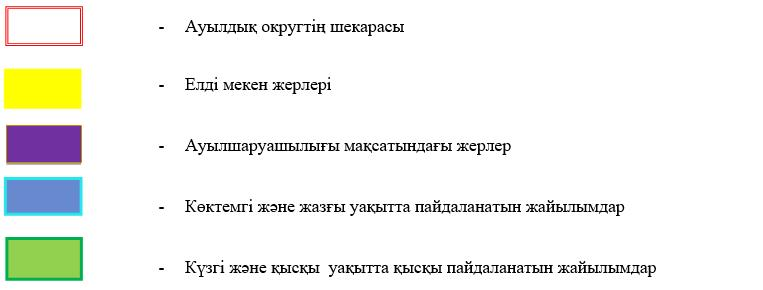 - Ауылдық округтің шекарасы
- Елді мекен жерлері
- Ауылшаруашылығы мақсатындағы жерлер
- Көктемгі және жазғы уақытта пайдаланатын жайылымдар
- Күзгі және қысқы уақытта қысқы пайдаланатын жайылымдар